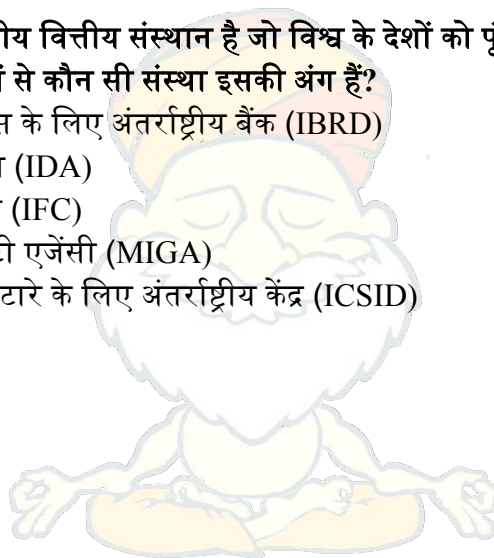 ीय वित्तीय संस्थान है जो विश्व के देशों को पूं
ं से कौन सी संस्था इसकी अंग हैं?
स के लिए अंतर्राष्ट्रीय बैंक (IBRD)
(IDA)
(IFC)
टी एजेंसी (MIGA)
टारे के लिए अंतर्राष्ट्रीय केंद्र (ICSID)